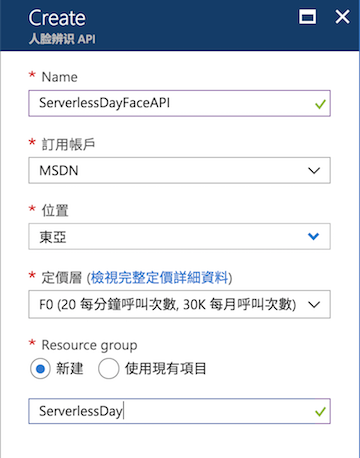 Create
人脸辨识 API
* Name
ServerlessDayFaceAPI
* 訂用帳戶
MSDN
* 位置
東亞
* 定價層 (檢視完整定價詳細資料)
F0 (20 每分鐘呼叫次數, 30K 每月呼叫次數)
* Resource group
新建 使用現有項目
ServerlessDay